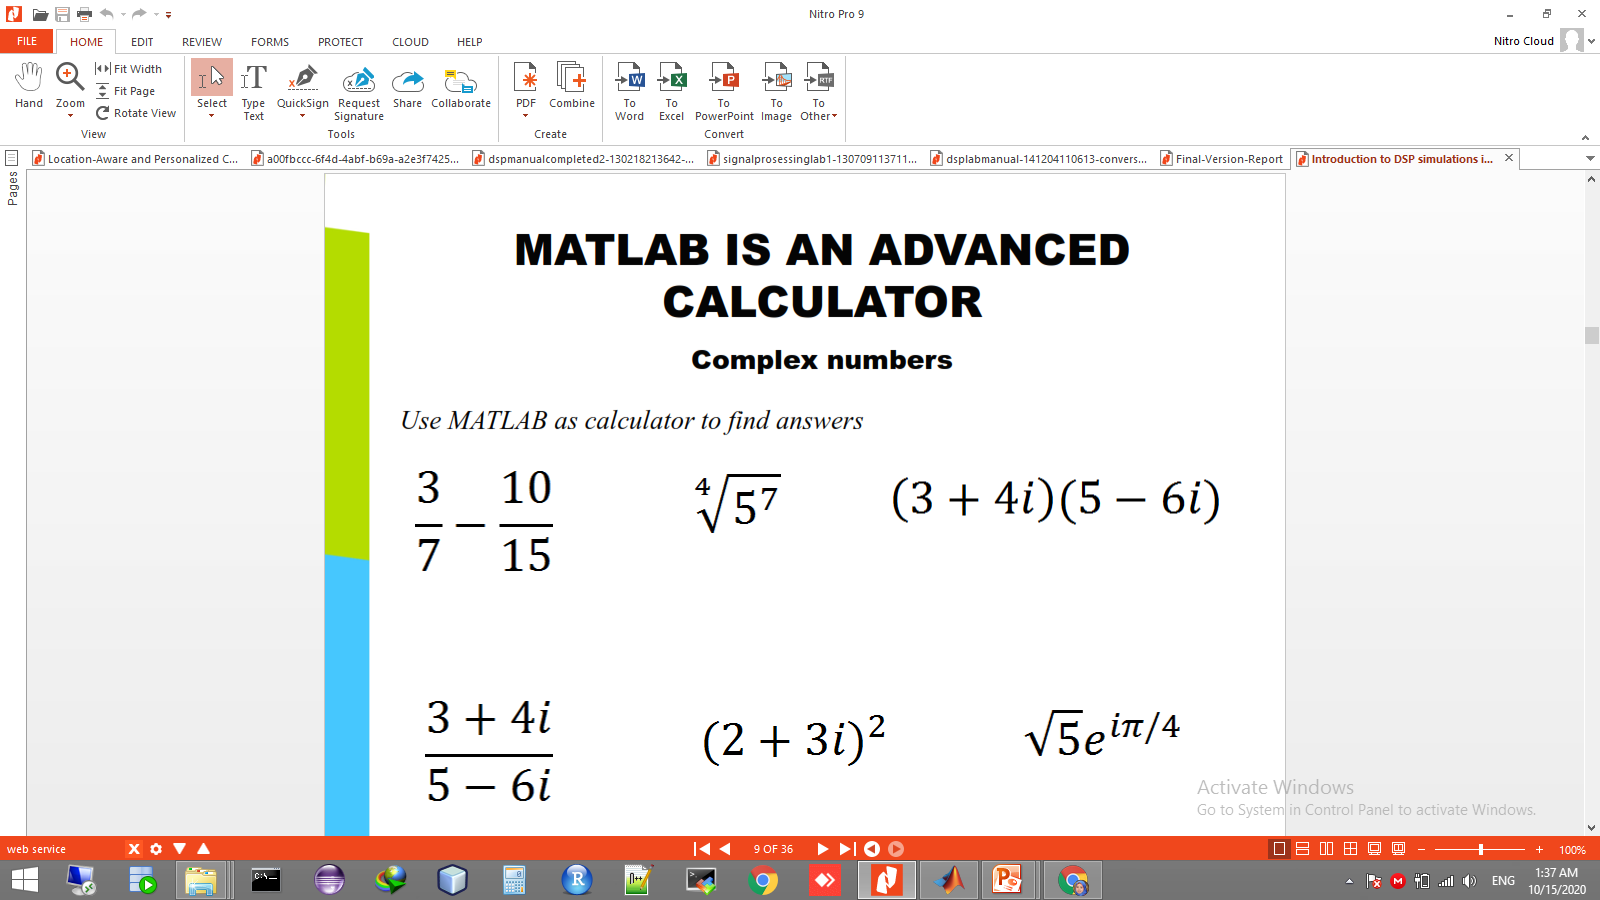 Nitro Pro 9
FILE HOME EDIT REVIEW FORMS PROTECT CLOUD HELP Nitro Cloud
Hand
Zoom
Fit Width
Fit Page
Rotate View
View
Select
Type Text
QuickSign
Request Signature
Share
Collaborate
Tools
PDF
Combine
Create
To Word
To Excel
To PowerPoint
To Image
To Other
Convert
Location-Aware and Personalized C... a00fbccc-6f4d-4abf-b69a-a2e3f7425... dspmanualcompleted2-130218213642-... signalprosessinglab1-130709113711... dsplabmanual-141204110613-convers... Final-Version-Report Introduction to DSP simulations i...
Pages
MATLAB IS AN ADVANCED
CALCULATOR
Complex numbers
Use MATLAB as calculator to find answers
3/7 − 10/15
∜5⁷
(3 + 4i)(5 − 6i)
(3 + 4i)/(5 − 6i)
(2 + 3i)²
√5e^{iπ/4}
Activate Windows
Go to System in Control Panel to activate Windows.
web service 9 OF 36 100%
ENG 1:37 AM
10/15/2020